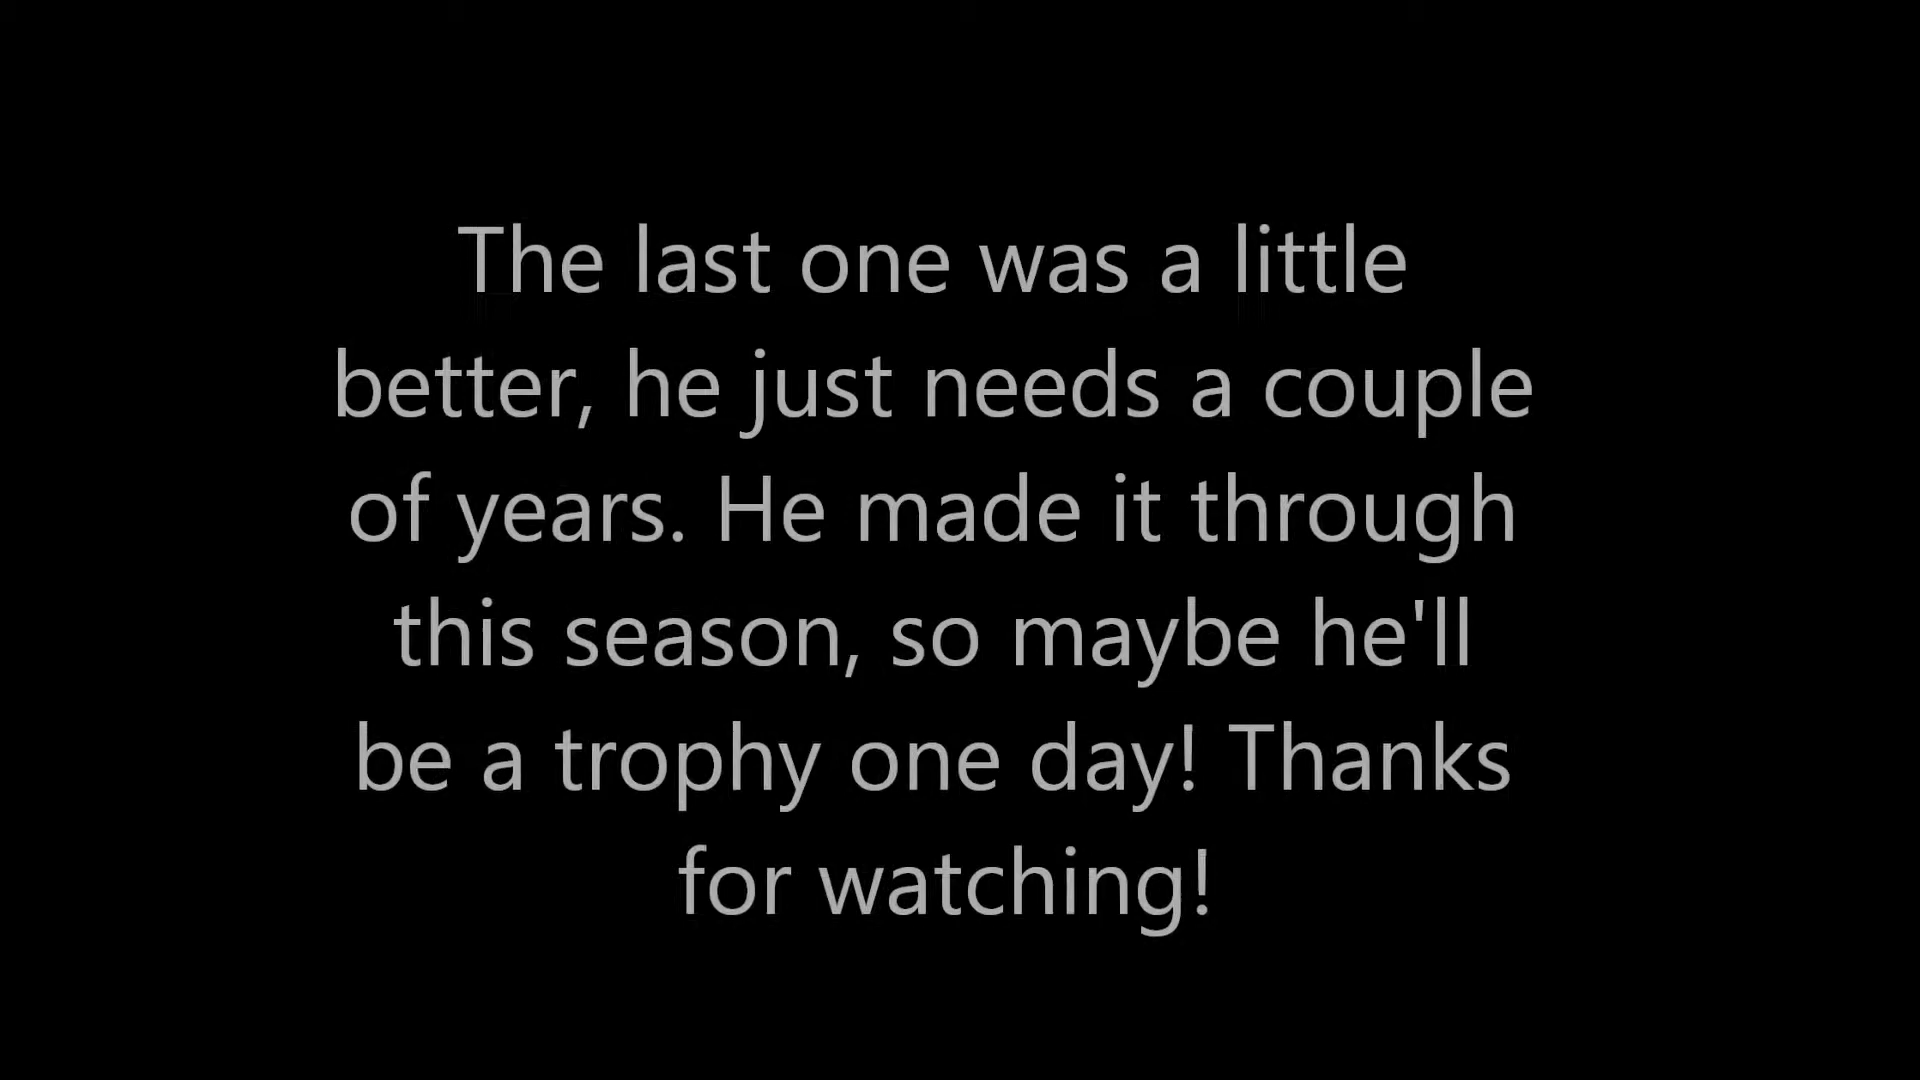 The last one was a little
better, he just needs a couple
of years. He made it through
this season, so maybe he'll
be a trophy one day! Thanks
for watching!